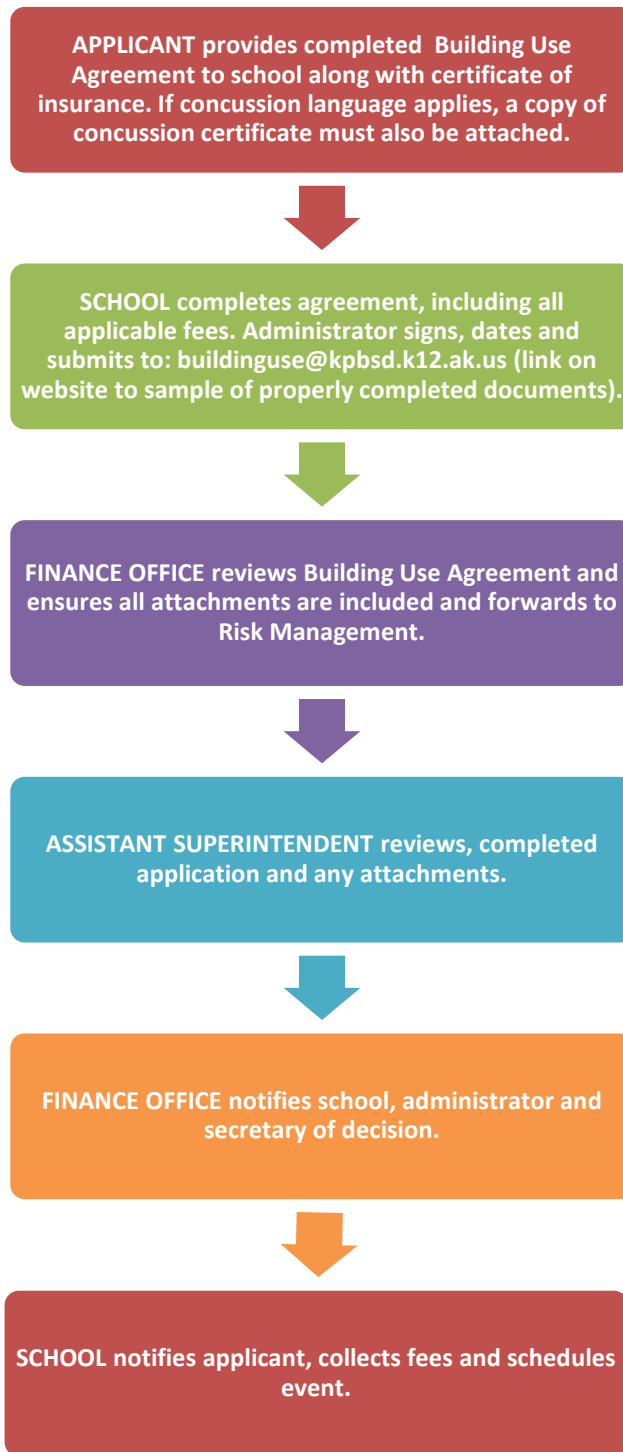 APPLICANT provides completed  Building Use
Agreement to school along with certificate of
insurance. If concussion language applies, a copy of
concussion certificate must also be attached.
SCHOOL completes agreement, including all
applicable fees. Administrator signs, dates and
submits to: buildinguse@kpbsd.k12.ak.us (link on
website to sample of properly completed documents).
FINANCE OFFICE reviews Building Use Agreement and
ensures all attachments are included and forwards to
Risk Management.
ASSISTANT SUPERINTENDENT reviews, completed
application and any attachments.
FINANCE OFFICE notifies school, administrator and
secretary of decision.
SCHOOL notifies applicant, collects fees and schedules
event.